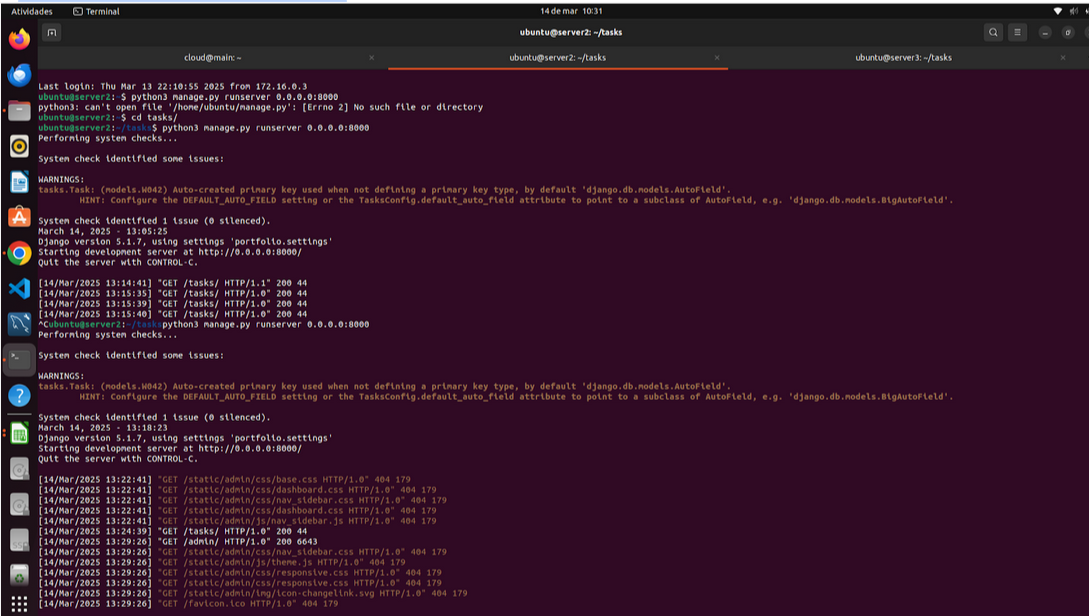 Atividades Terminal 14 de mar 10:31
ubuntu@server2: ~/tasks
cloud@main: ~ × ubuntu@server2: ~/tasks × ubuntu@server3: ~/tasks ×
Last login: Thu Mar 13 22:10:55 2025 from 172.16.0.3
ubuntu@server2:~$ python3 manage.py runserver 0.0.0.0:8000
python3: can't open file '/home/ubuntu/manage.py': [Errno 2] No such file or directory
ubuntu@server2:~$ cd tasks/
ubuntu@server2:~/tasks$ python3 manage.py runserver 0.0.0.0:8000
Performing system checks...
System check identified some issues:
WARNINGS:
tasks.Task: (models.W042) Auto-created primary key used when not defining a primary key type, by default 'django.db.models.AutoField'.
HINT: Configure the DEFAULT_AUTO_FIELD setting or the TasksConfig.default_auto_field attribute to point to a subclass of AutoField, e.g. 'django.db.models.BigAutoField'.
System check identified 1 issue (0 silenced).
March 14, 2025 - 13:05:25
Django version 5.1.7, using settings 'portfolio.settings'
Starting development server at http://0.0.0.0:8000/
Quit the server with CONTROL-C.
[14/Mar/2025 13:14:41] "GET /tasks/ HTTP/1.1" 200 44
[14/Mar/2025 13:15:35] "GET /tasks/ HTTP/1.0" 200 44
[14/Mar/2025 13:15:39] "GET /tasks/ HTTP/1.0" 200 44
[14/Mar/2025 13:15:40] "GET /tasks/ HTTP/1.0" 200 44
^Cubuntu@server2:~/taskspython3 manage.py runserver 0.0.0.0:8000
Performing system checks...
System check identified some issues:
WARNINGS:
tasks.Task: (models.W042) Auto-created primary key used when not defining a primary key type, by default 'django.db.models.AutoField'.
HINT: Configure the DEFAULT_AUTO_FIELD setting or the TasksConfig.default_auto_field attribute to point to a subclass of AutoField, e.g. 'django.db.models.BigAutoField'.
System check identified 1 issue (0 silenced).
March 14, 2025 - 13:18:23
Django version 5.1.7, using settings 'portfolio.settings'
Starting development server at http://0.0.0.0:8000/
Quit the server with CONTROL-C.
[14/Mar/2025 13:22:41] "GET /static/admin/css/base.css HTTP/1.0" 404 179
[14/Mar/2025 13:22:41] "GET /static/admin/css/dashboard.css HTTP/1.0" 404 179
[14/Mar/2025 13:22:41] "GET /static/admin/css/nav_sidebar.css HTTP/1.0" 404 179
[14/Mar/2025 13:22:41] "GET /static/admin/css/dashboard.css HTTP/1.0" 404 179
[14/Mar/2025 13:22:41] "GET /static/admin/js/nav_sidebar.js HTTP/1.0" 404 179
[14/Mar/2025 13:24:39] "GET /tasks/ HTTP/1.0" 200 44
[14/Mar/2025 13:29:26] "GET /admin/ HTTP/1.0" 200 6643
[14/Mar/2025 13:29:26] "GET /static/admin/css/nav_sidebar.css HTTP/1.0" 404 179
[14/Mar/2025 13:29:26] "GET /static/admin/js/theme.js HTTP/1.0" 404 179
[14/Mar/2025 13:29:26] "GET /static/admin/css/responsive.css HTTP/1.0" 404 179
[14/Mar/2025 13:29:26] "GET /static/admin/css/responsive.css HTTP/1.0" 404 179
[14/Mar/2025 13:29:26] "GET /static/admin/img/icon-changelink.svg HTTP/1.0" 404 179
[14/Mar/2025 13:29:26] "GET /favicon.ico HTTP/1.0" 404 179